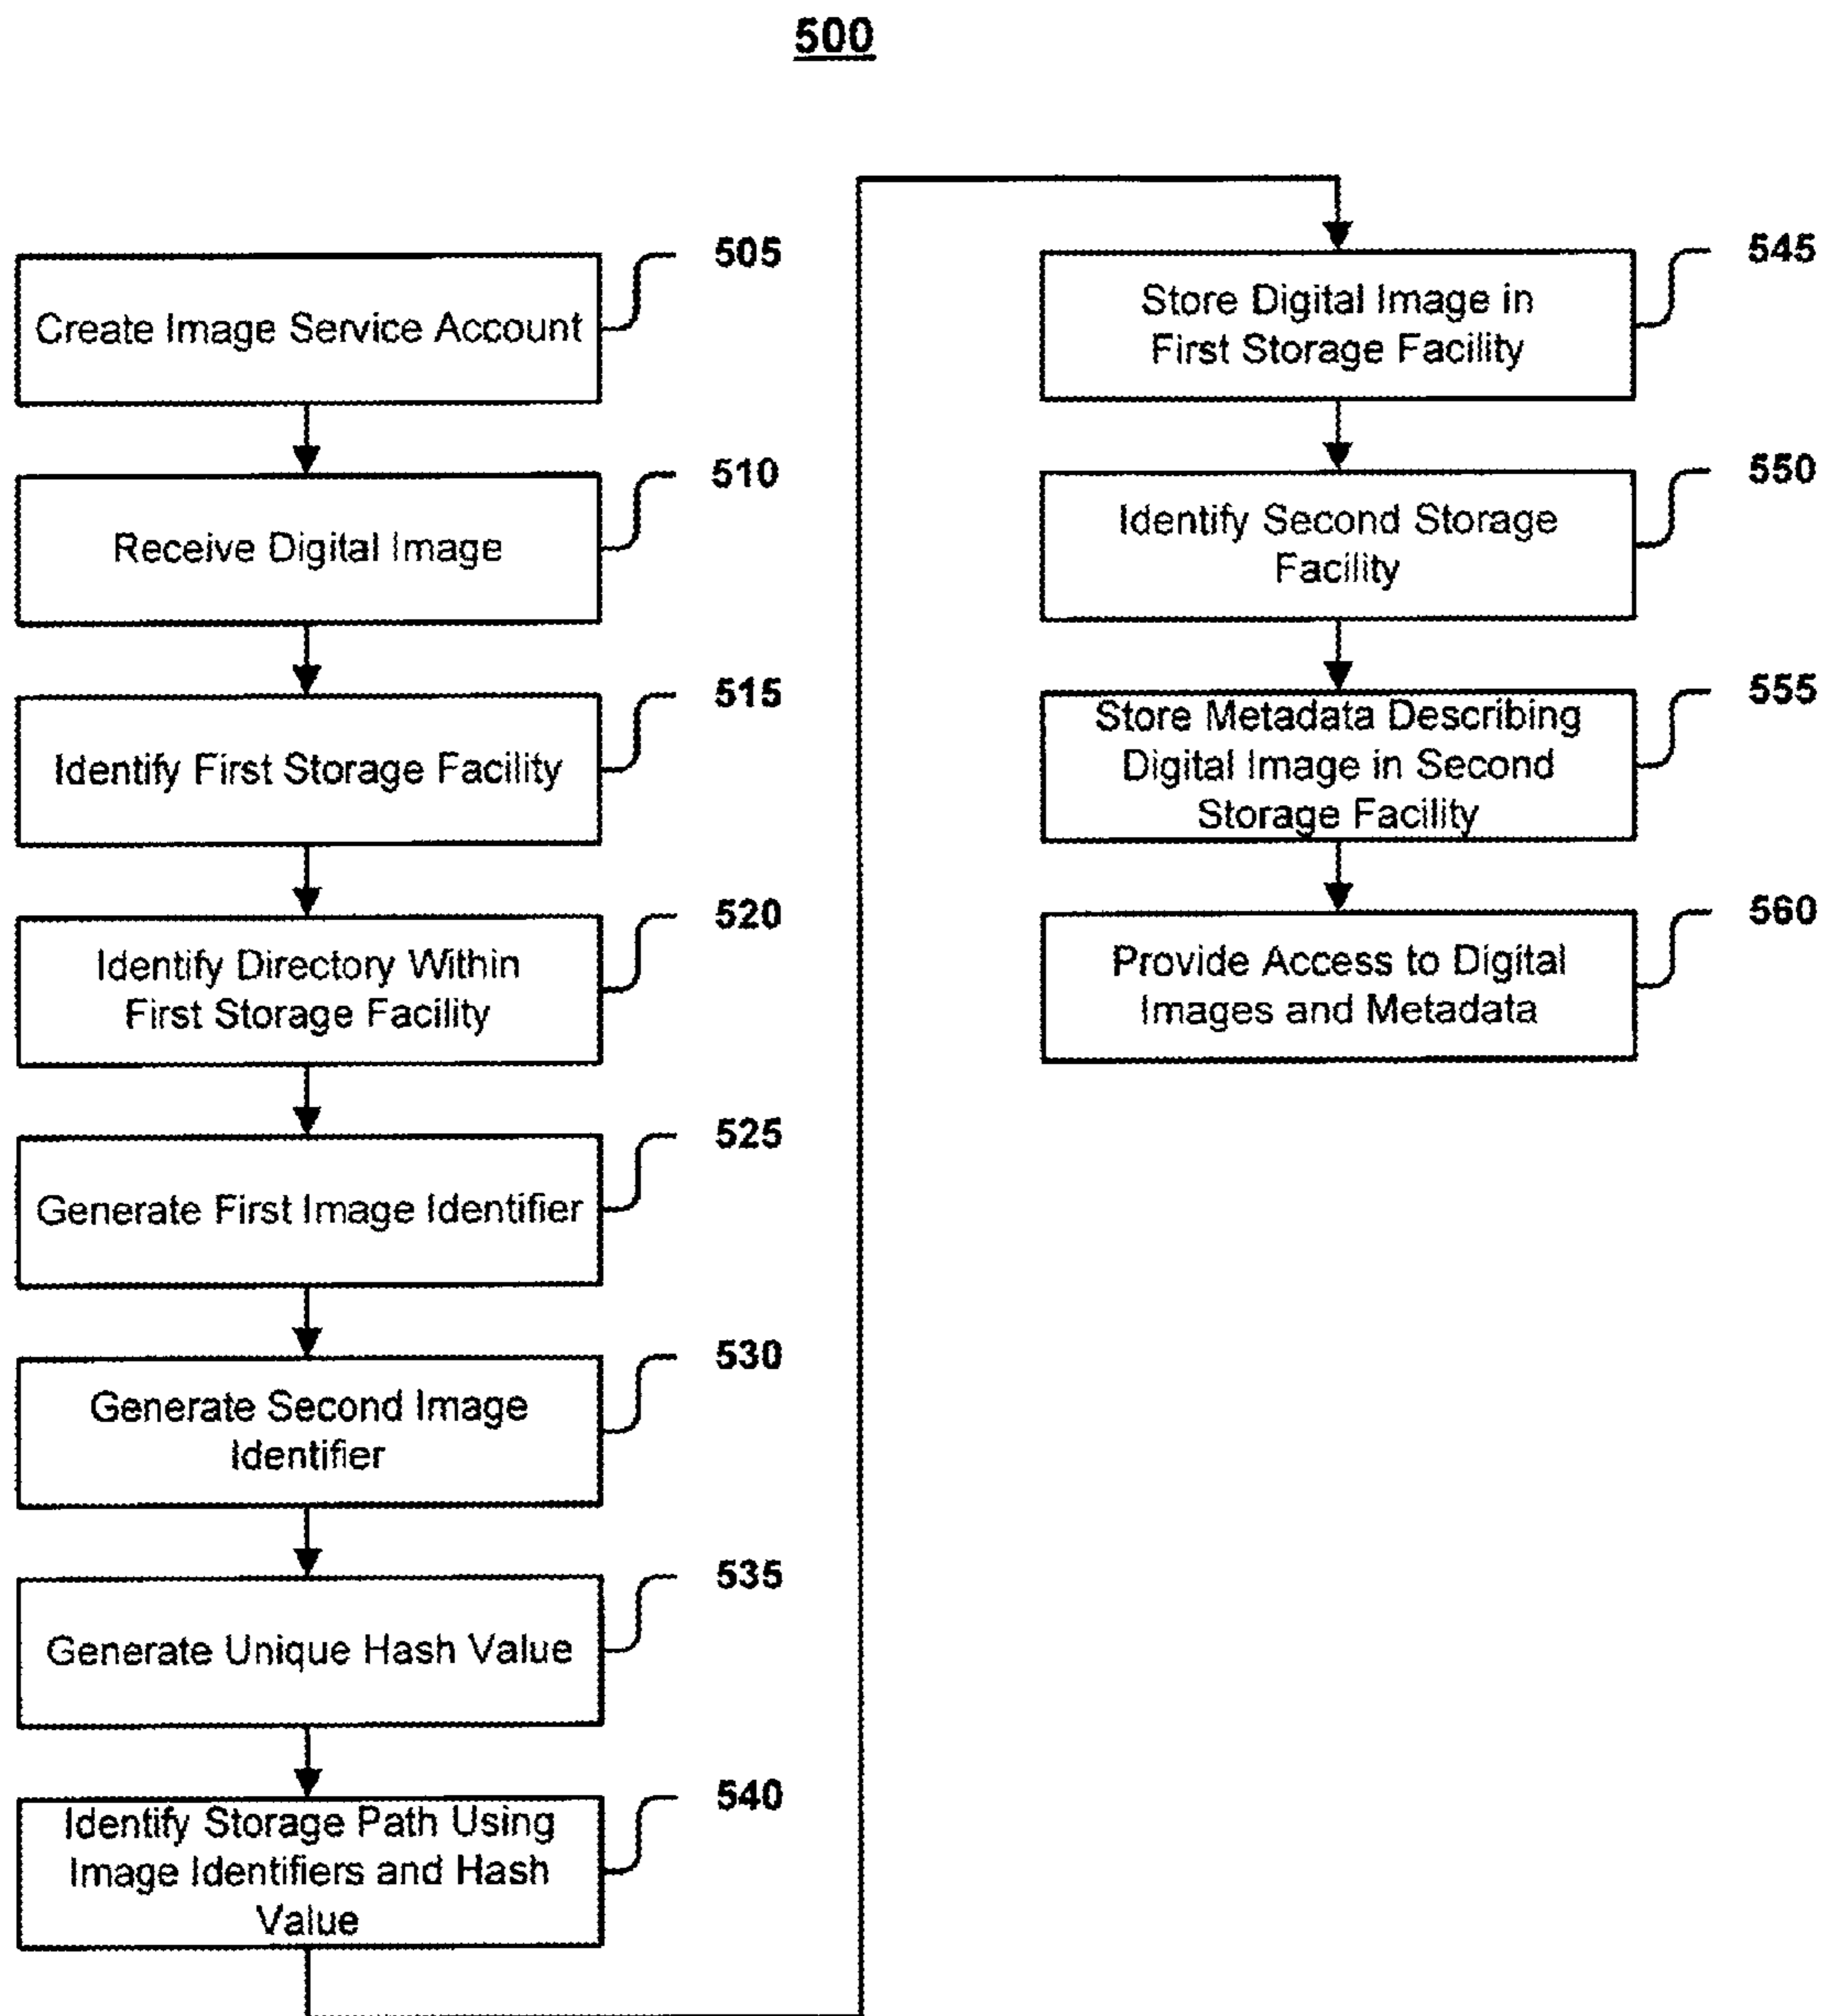 500
505
Create Image Service Account
510
Receive Digital Image
515
Identify First Storage Facility
520
Identify Directory Within
First Storage Facility
525
Generate First Image Identifier
530
Generate Second Image
Identifier
535
Generate Unique Hash Value
540
Identify Storage Path Using
Image Identifiers and Hash
Value
545
Store Digital Image in
First Storage Facility
550
Identify Second Storage
Facility
555
Store Metadata Describing
Digital Image in Second
Storage Facility
560
Provide Access to Digital
Images and Metadata